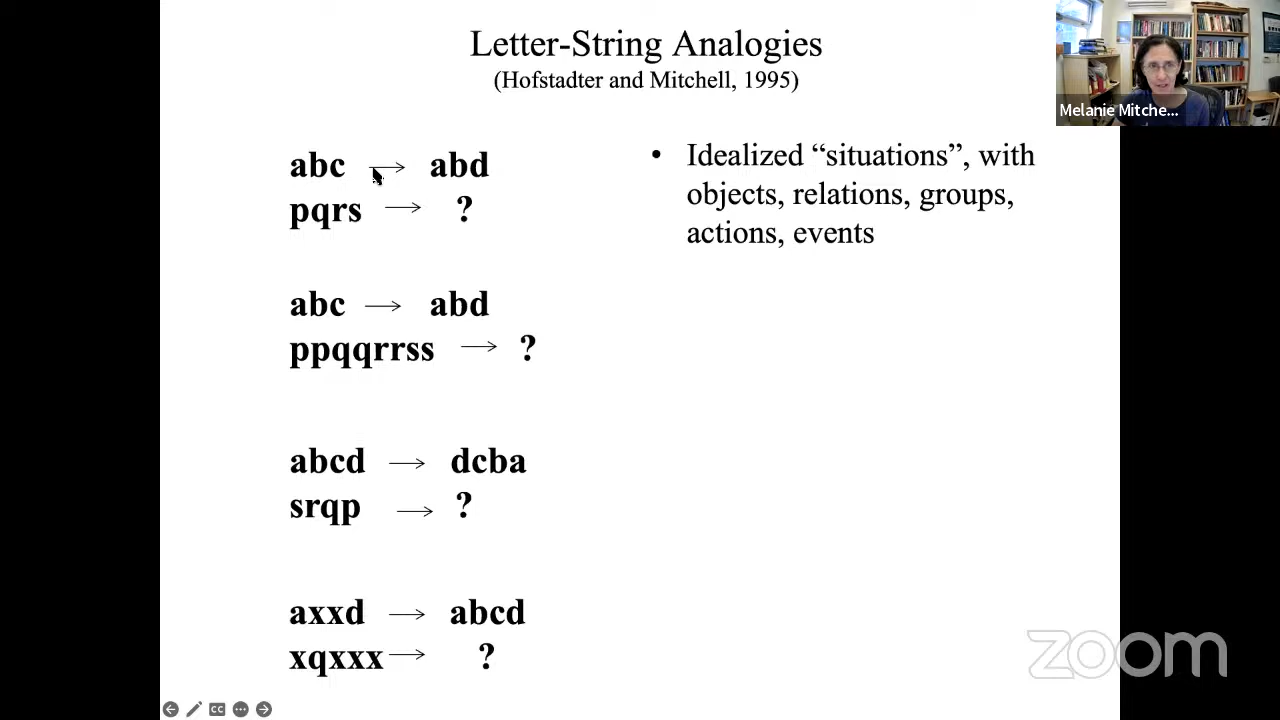 Letter-String Analogies
(Hofstadter and Mitchell, 1995)
Melanie Mitche...
abc → abd
pqrs → ?
abc → abd
ppqqrrss → ?
abcd → dcba
srqp → ?
axxd → abcd
xqxxx → ?
• Idealized “situations”, with
objects, relations, groups,
actions, events
zoom
CC